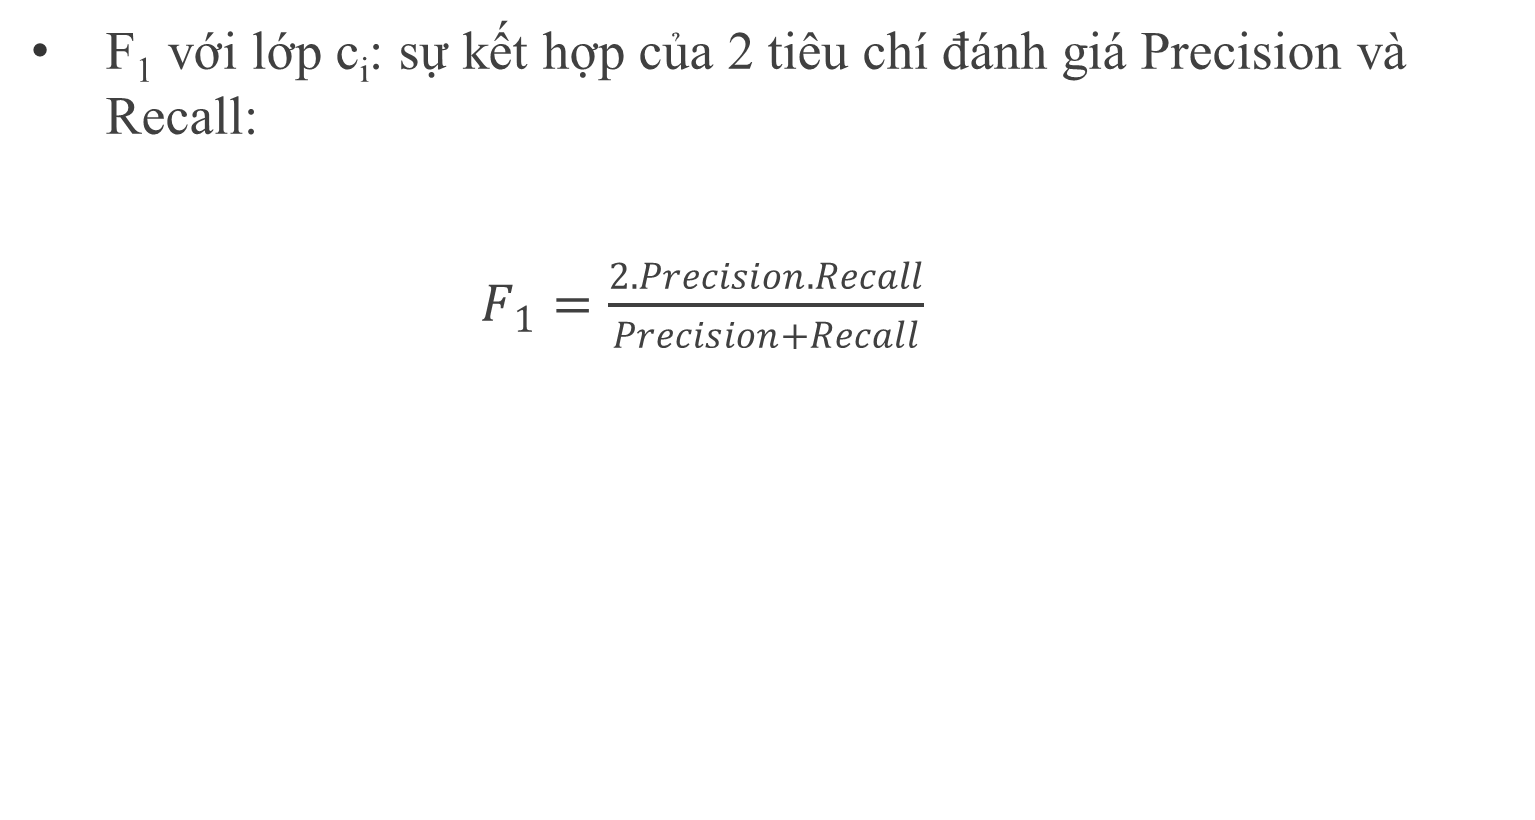 • F₁ với lớp cᵢ: sự kết hợp của 2 tiêu chí đánh giá Precision và
Recall:
F₁ = 2.Precision.Recall / Precision+Recall